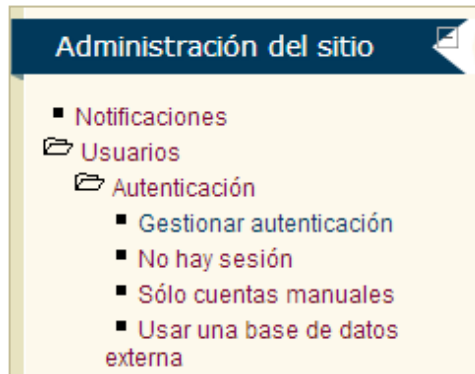 Administración del sitio
Notificaciones
Usuarios
Autenticación
Gestionar autenticación
No hay sesión
Sólo cuentas manuales
Usar una base de datos
externa